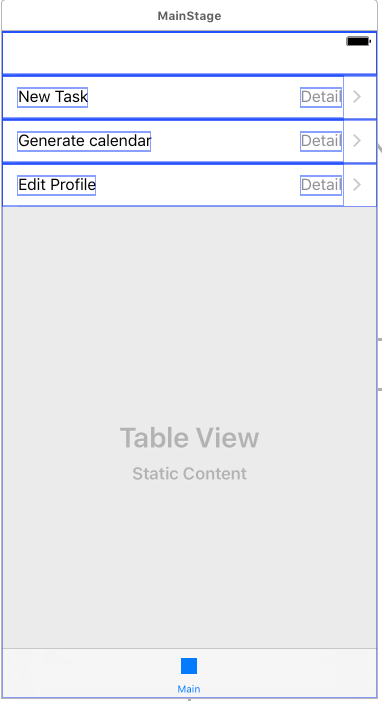 MainStage
New Task Detail
Generate calendar Detail
Edit Profile Detail
Table View
Static Content
Main